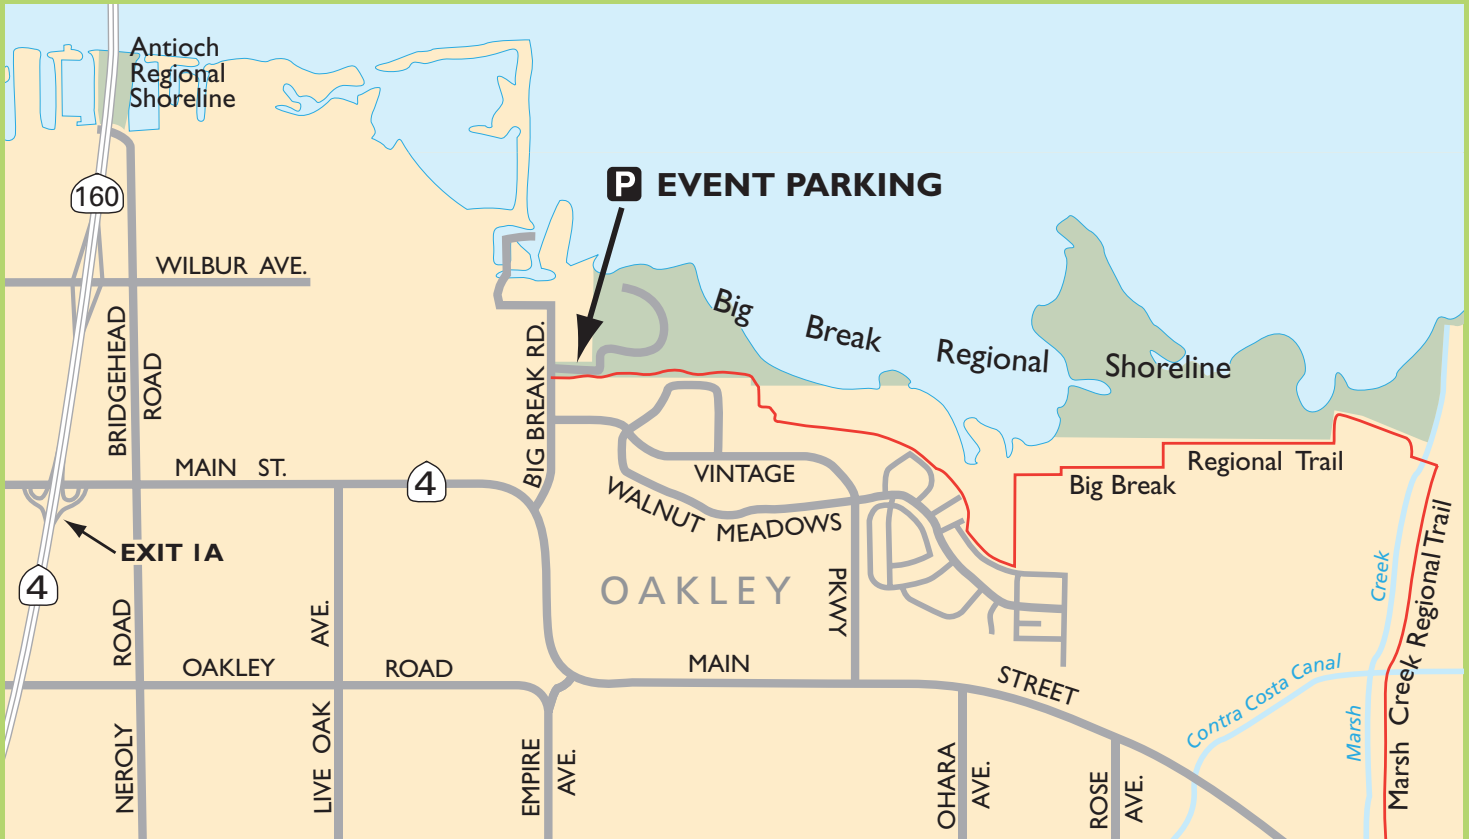 Antioch
Regional
Shoreline
160
P EVENT PARKING
WILBUR AVE.
BRIDGEHEAD
ROAD
BIG BREAK RD.
Big Break Regional Shoreline
MAIN ST.
4
VINTAGE
WALNUT MEADOWS
PKWY
Big Break
Regional Trail
EXIT 1A
4
OAKLEY
Creek
Marsh Creek Regional Trail
NEROLY
ROAD
OAKLEY ROAD
LIVE OAK
AVE.
MAIN STREET
Contra Costa Canal
Marsh
EMPIRE
AVE.
OHARA
AVE.
ROSE
AVE.